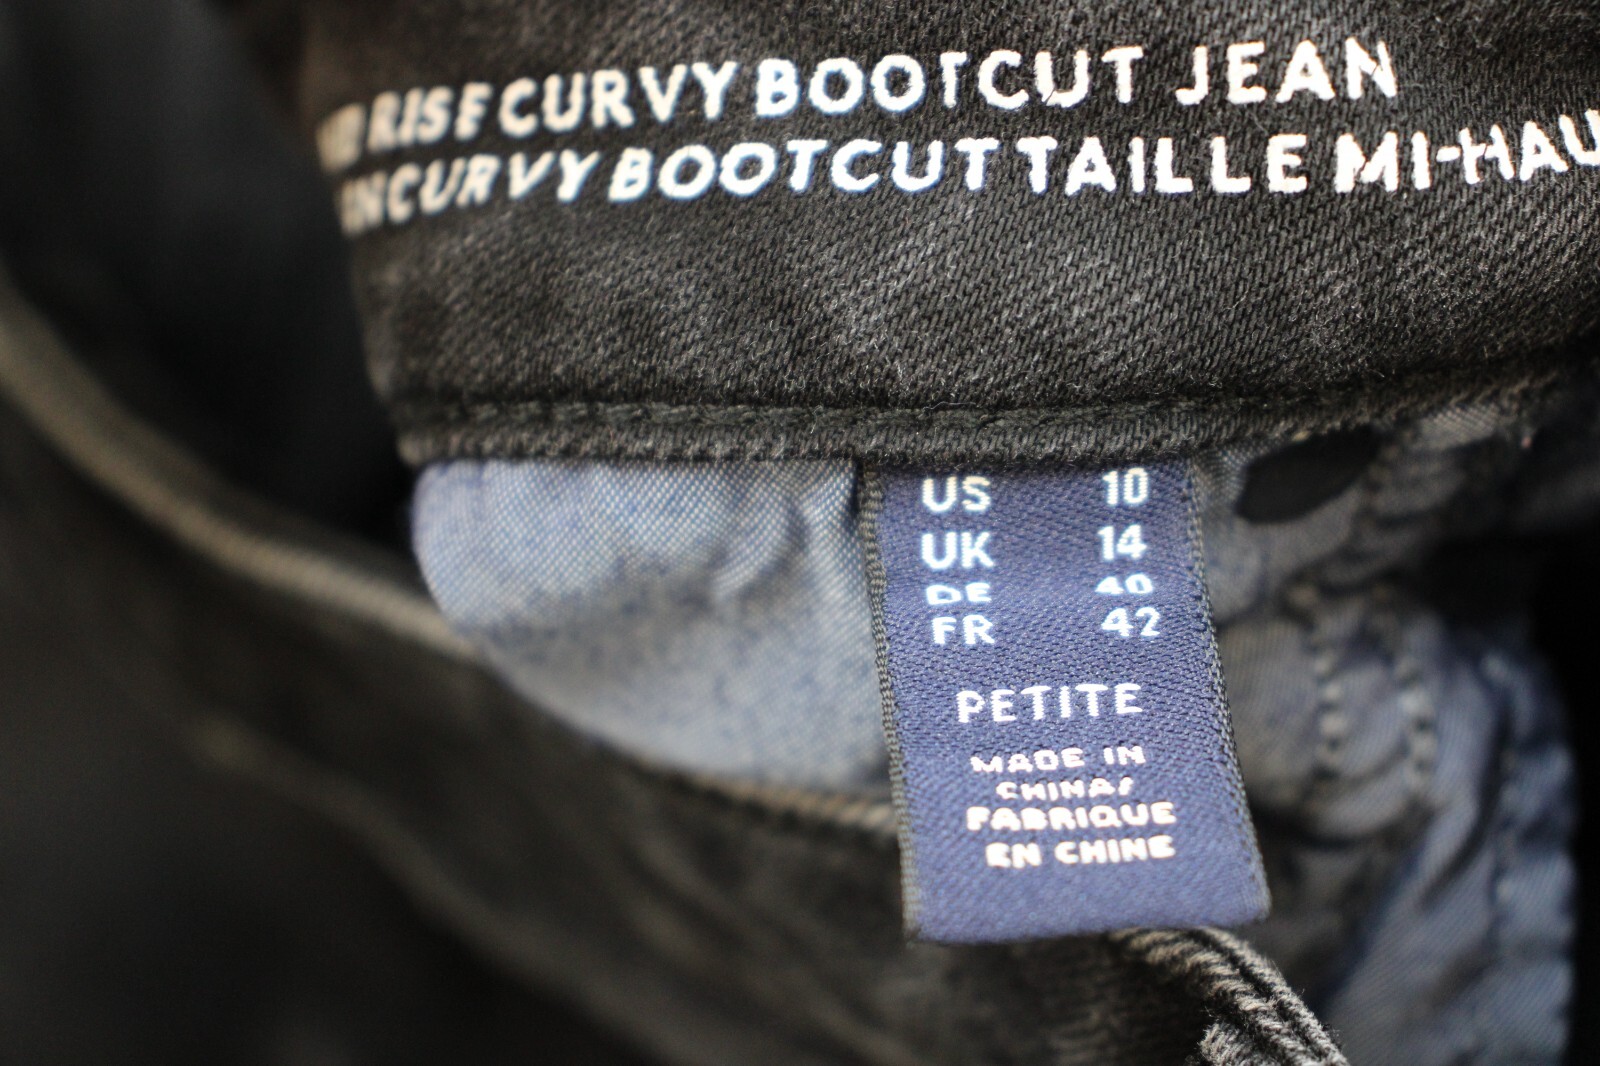 RISE CURVY BOOTCUT JEAN
CURVY BOOTCUT TAILLE MI-HAU
US 10
UK 14
DE 40
FR 42
PETITE
MADE IN
CHINA/
FABRIQUE
EN CHINE